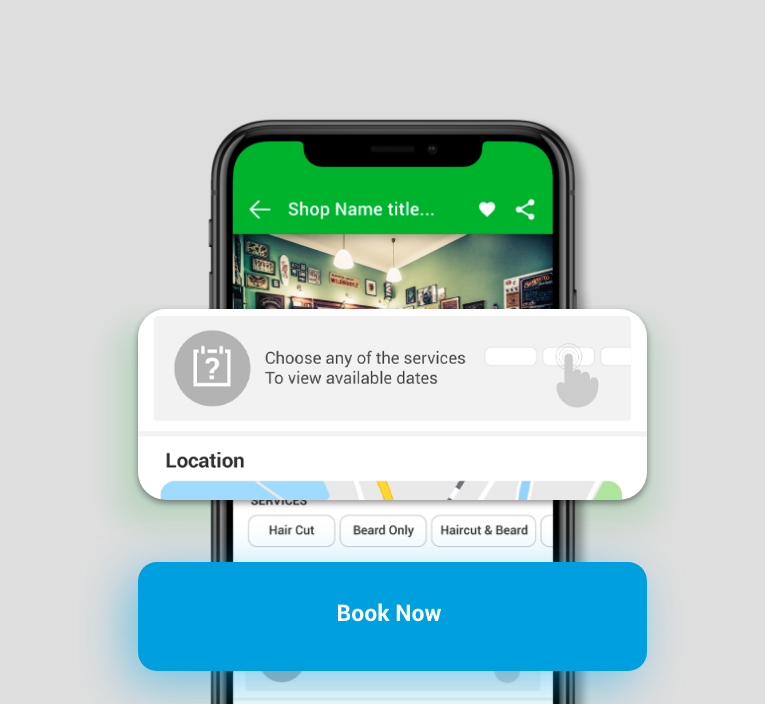 Shop Name title...
Choose any of the services
To view available dates
Location
SERVICES
Hair Cut
Beard Only
Haircut & Beard
Book Now